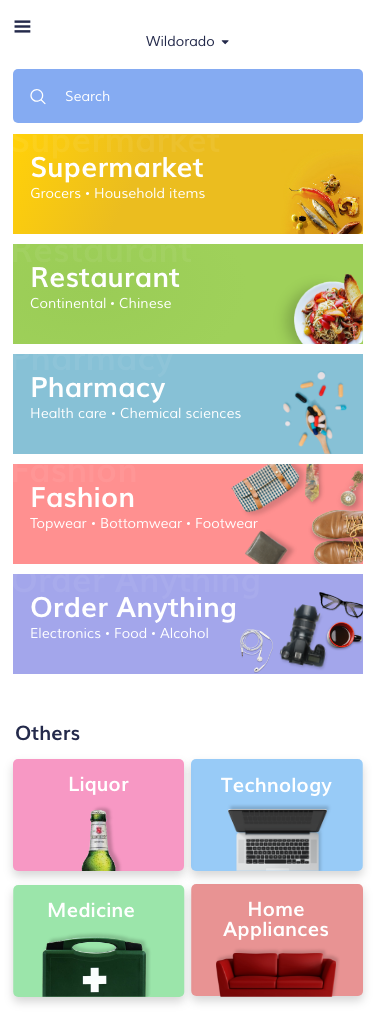 Wildorado
Search
Supermarket
Supermarket
Grocers • Household items
Restaurant
Restaurant
Continental • Chinese
Pharmacy
Pharmacy
Health care • Chemical sciences
Fashion
Fashion
Topwear • Bottomwear • Footwear
Order Anything
Order Anything
Electronics • Food • Alcohol
Others
Liquor
Technology
Medicine
Home
Appliances